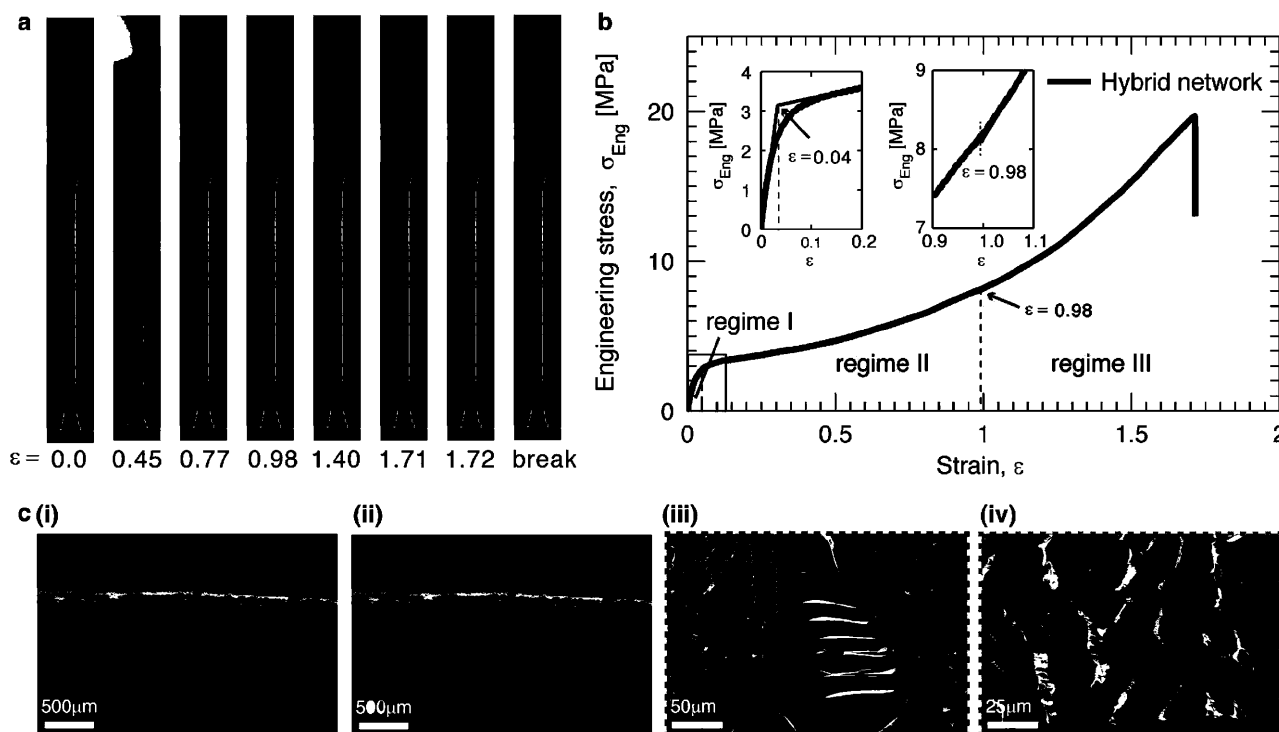 a
ε = 0.0 0.45 0.77 0.98 1.40 1.71 1.72 break
b
Engineering stress, σEng [MPa]
20
10
0
0 0.5 1 1.5 2
Strain, ε
Hybrid network
regime I
regime II
regime III
ε = 0.98
σEng [MPa]
4
3
2
1
0
0 0.1 0.2
ε
ε = 0.04
σEng [MPa]
9
8
7
0.9 1.0 1.1
ε
ε = 0.98
c (i) (ii) (iii) (iv)
500μm 500μm 50μm 25μm